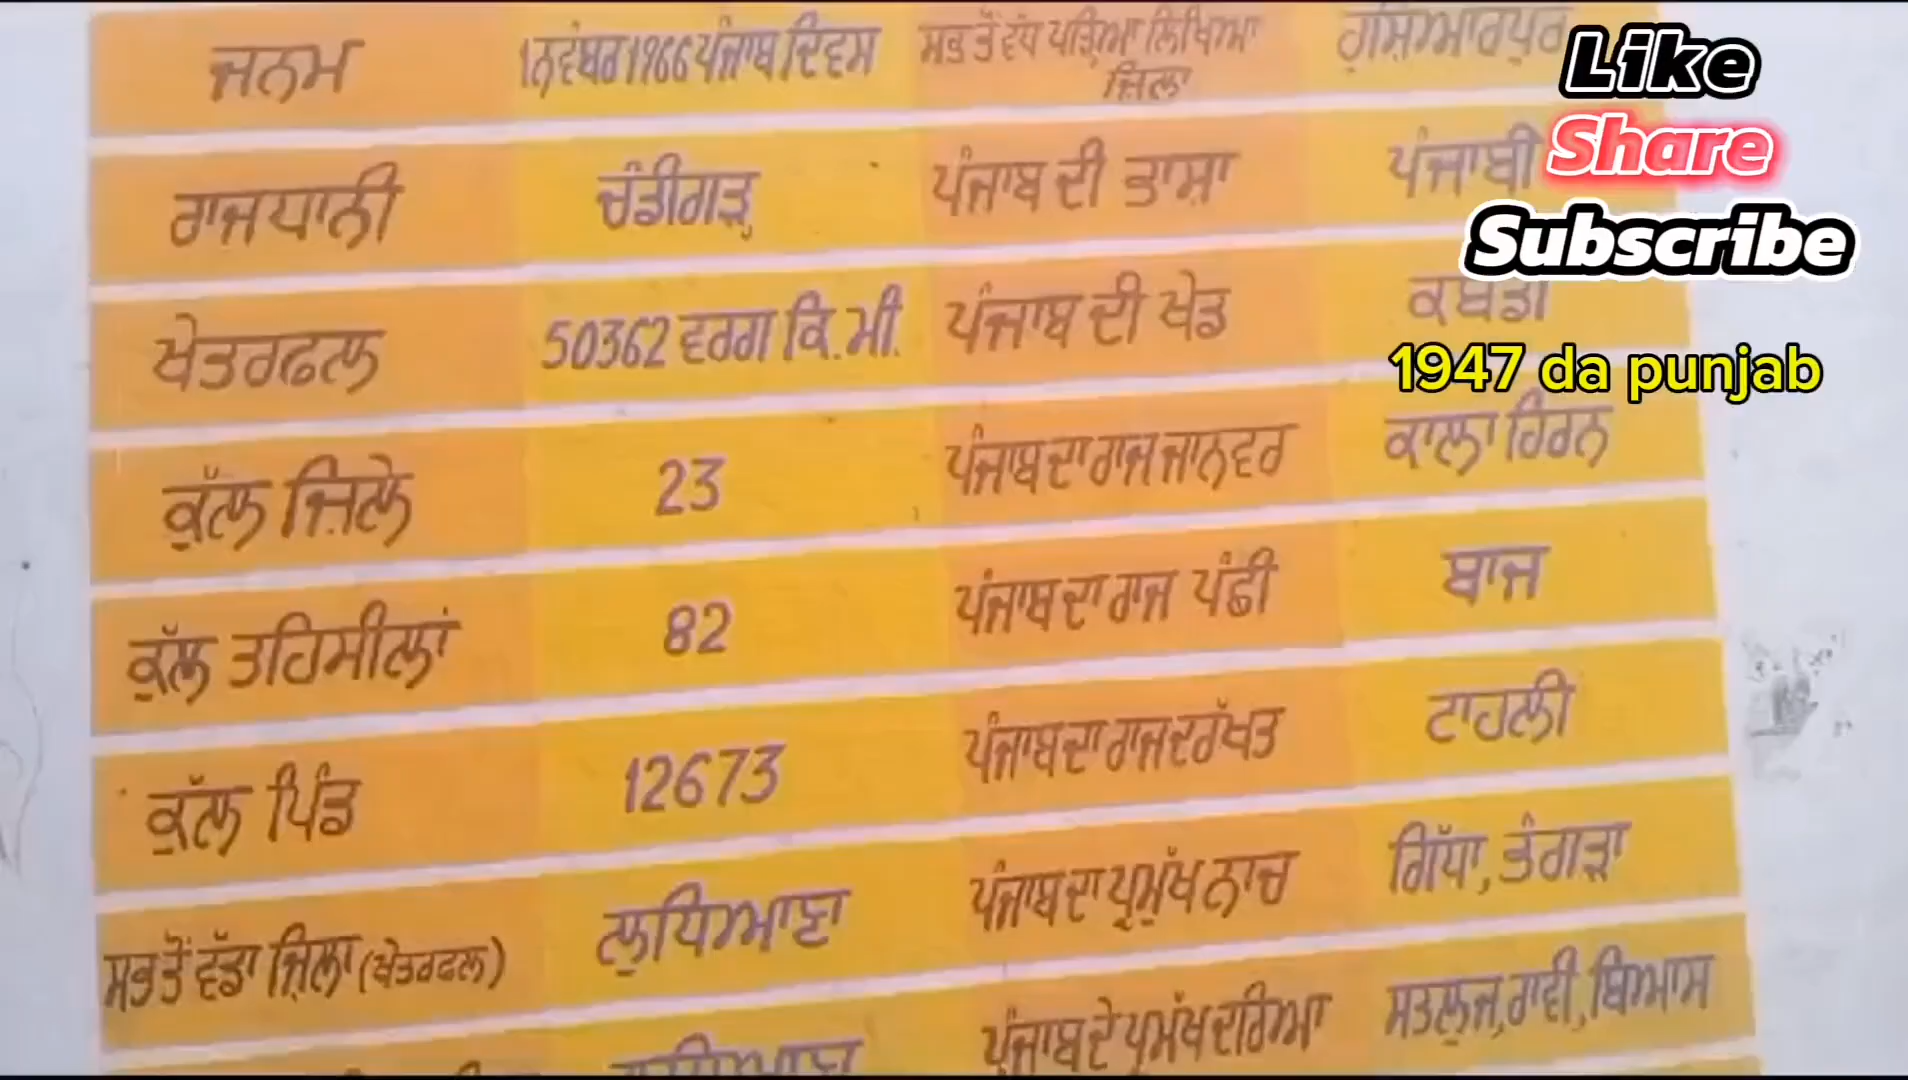 ਜਨਮ
1 ਨਵੰਬਰ 1966 ਪੰਜਾਬ ਦਿਵਸ
ਸਭ ਤੋਂ ਵੱਧ ਪੜ੍ਹਿਆ ਲਿਖਿਆ
ਜ਼ਿਲਾ
ਹੁਸ਼ਿਆਰਪੁਰ
Like
Share
Subscribe
ਰਾਜਧਾਨੀ
ਚੰਡੀਗੜ੍ਹ
ਪੰਜਾਬ ਦੀ ਭਾਸ਼ਾ
ਪੰਜਾਬੀ
ਖੇਤਰਫਲ
50362 ਵਰਗ ਕਿ.ਮੀ.
ਪੰਜਾਬ ਦੀ ਖੇਡ
ਕਬੱਡੀ
1947 da punjab
ਕੁੱਲ ਜ਼ਿਲੇ
23
ਪੰਜਾਬ ਦਾ ਰਾਜ ਜਾਨਵਰ
ਕਾਲਾ ਹਿਰਨ
ਕੁੱਲ ਤਹਿਸੀਲਾਂ
82
ਪੰਜਾਬ ਦਾ ਰਾਜ ਪੰਛੀ
ਬਾਜ
ਕੁੱਲ ਪਿੰਡ
12673
ਪੰਜਾਬ ਦਾ ਰਾਜ ਦਰੱਖਤ
ਟਾਹਲੀ
ਸਭ ਤੋਂ ਵੱਡਾ ਜ਼ਿਲਾ (ਖੇਤਰਫਲ)
ਲੁਧਿਆਣਾ
ਪੰਜਾਬ ਦਾ ਪ੍ਰਮੁੱਖ ਨਾਚ
ਗਿੱਧਾ, ਭੰਗੜਾ
ਲੁਧਿਆਣਾ
ਪੰਜਾਬ ਦੇ ਪ੍ਰਮੁੱਖ ਦਰਿਆ
ਸਤਲੁਜ, ਰਾਵੀ, ਬਿਆਸ